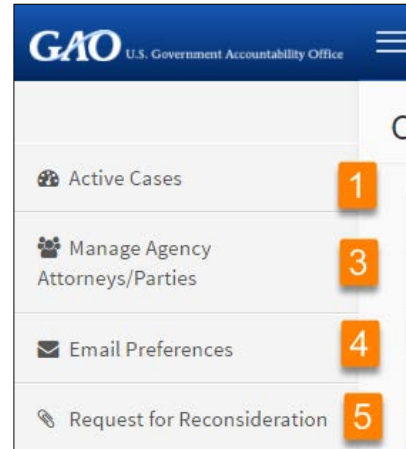 GAO U.S. Government Accountability Office
C
Active Cases 1
Manage Agency
Attorneys/Parties 3
Email Preferences 4
Request for Reconsideration 5